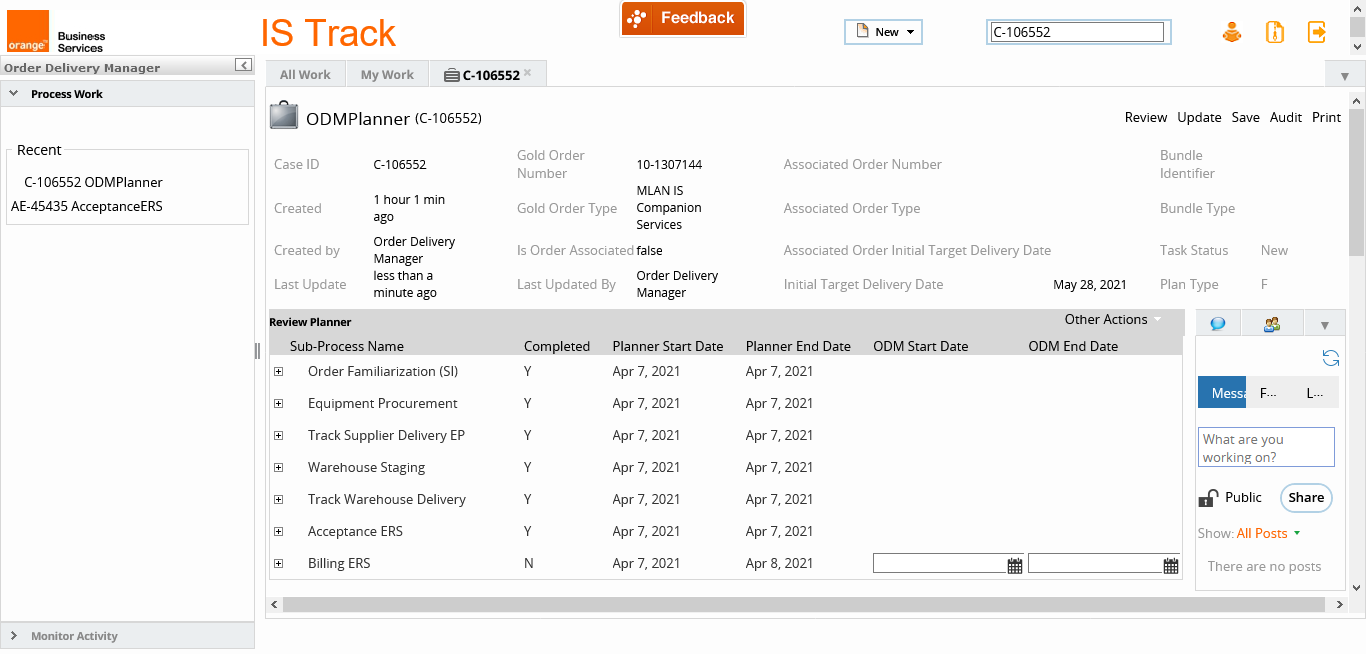 orange™
Business
Services
IS Track
Feedback
New
C-106552
Order Delivery Manager
Process Work
Recent
C-106552 ODMPlanner
AE-45435 AcceptanceERS
Monitor Activity
All Work
My Work
C-106552
ODMPlanner (C-106552)
Review Update Save Audit Print
Case ID C-106552
Gold Order
Number
10-1307144
Associated Order Number
Bundle
Identifier
Created
1 hour 1 min
ago
Gold Order Type
MLAN IS
Companion
Services
Associated Order Type
Bundle Type
Created by
Order Delivery
Manager
Is Order Associated false
Associated Order Initial Target Delivery Date
Task Status New
Last Update
less than a
minute ago
Last Updated By
Order Delivery
Manager
Initial Target Delivery Date May 28, 2021
Plan Type F
Review Planner
Other Actions
Sub-Process Name Completed Planner Start Date Planner End Date ODM Start Date ODM End Date
Order Familiarization (SI) Y Apr 7, 2021 Apr 7, 2021
Equipment Procurement Y Apr 7, 2021 Apr 7, 2021
Track Supplier Delivery EP Y Apr 7, 2021 Apr 7, 2021
Warehouse Staging Y Apr 7, 2021 Apr 7, 2021
Track Warehouse Delivery Y Apr 7, 2021 Apr 7, 2021
Acceptance ERS Y Apr 7, 2021 Apr 7, 2021
Billing ERS N Apr 7, 2021 Apr 8, 2021
Messa F... L...
What are you
working on?
Public
Share
Show: All Posts
There are no posts